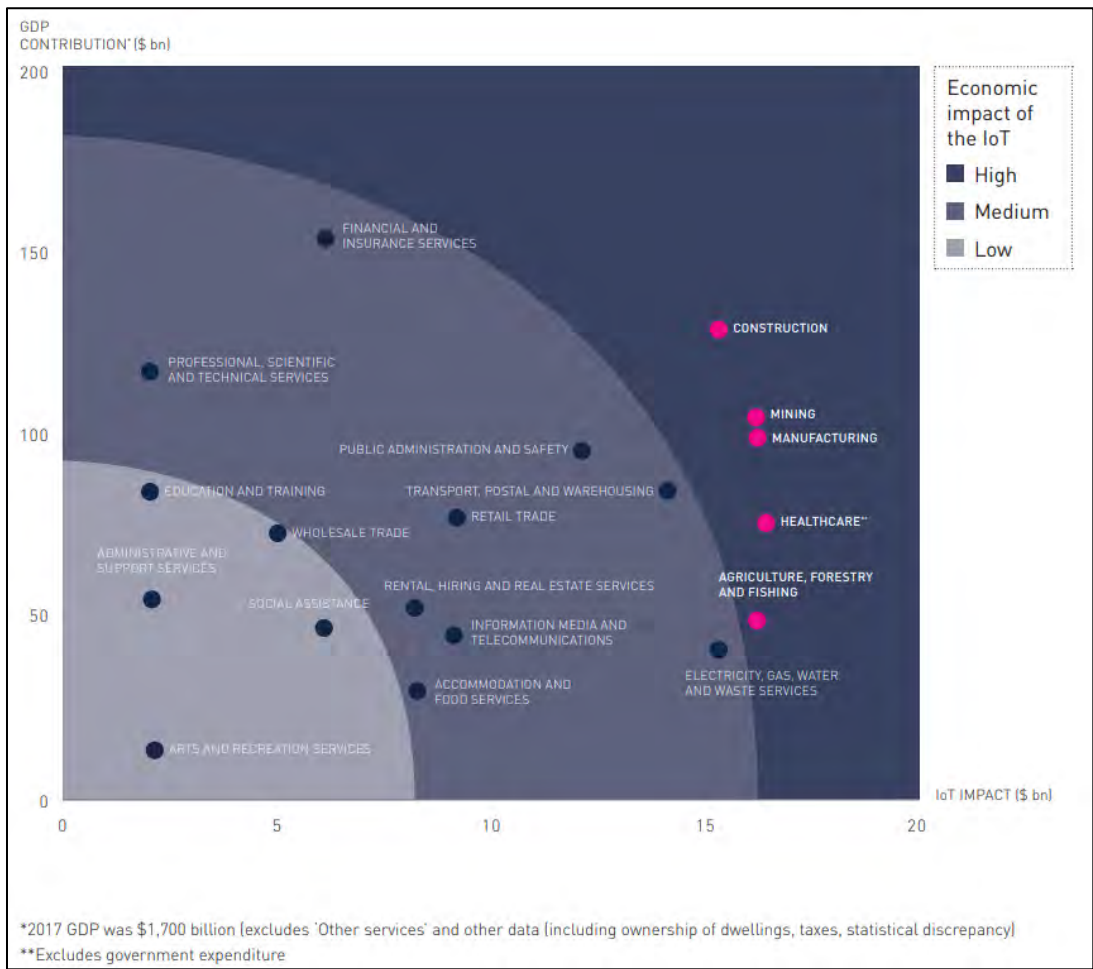 GDP
CONTRIBUTION* ($ bn)
200
150
100
50
0
0
5
10
15
20
IoT IMPACT ($ bn)
Economic
impact of
the IoT
High
Medium
Low
FINANCIAL AND
INSURANCE SERVICES
CONSTRUCTION
PROFESSIONAL, SCIENTIFIC
AND TECHNICAL SERVICES
MINING
MANUFACTURING
PUBLIC ADMINISTRATION AND SAFETY
EDUCATION AND TRAINING
TRANSPORT, POSTAL AND WAREHOUSING
RETAIL TRADE
HEALTHCARE**
WHOLESALE TRADE
ADMINISTRATIVE AND
SUPPORT SERVICES
SOCIAL ASSISTANCE
RENTAL, HIRING AND REAL ESTATE SERVICES
AGRICULTURE, FORESTRY
AND FISHING
INFORMATION MEDIA AND
TELECOMMUNICATIONS
ELECTRICITY, GAS, WATER
AND WASTE SERVICES
ACCOMMODATION AND
FOOD SERVICES
ARTS AND RECREATION SERVICES
*2017 GDP was $1,700 billion (excludes 'Other services' and other data (including ownership of dwellings, taxes, statistical discrepancy)
**Excludes government expenditure